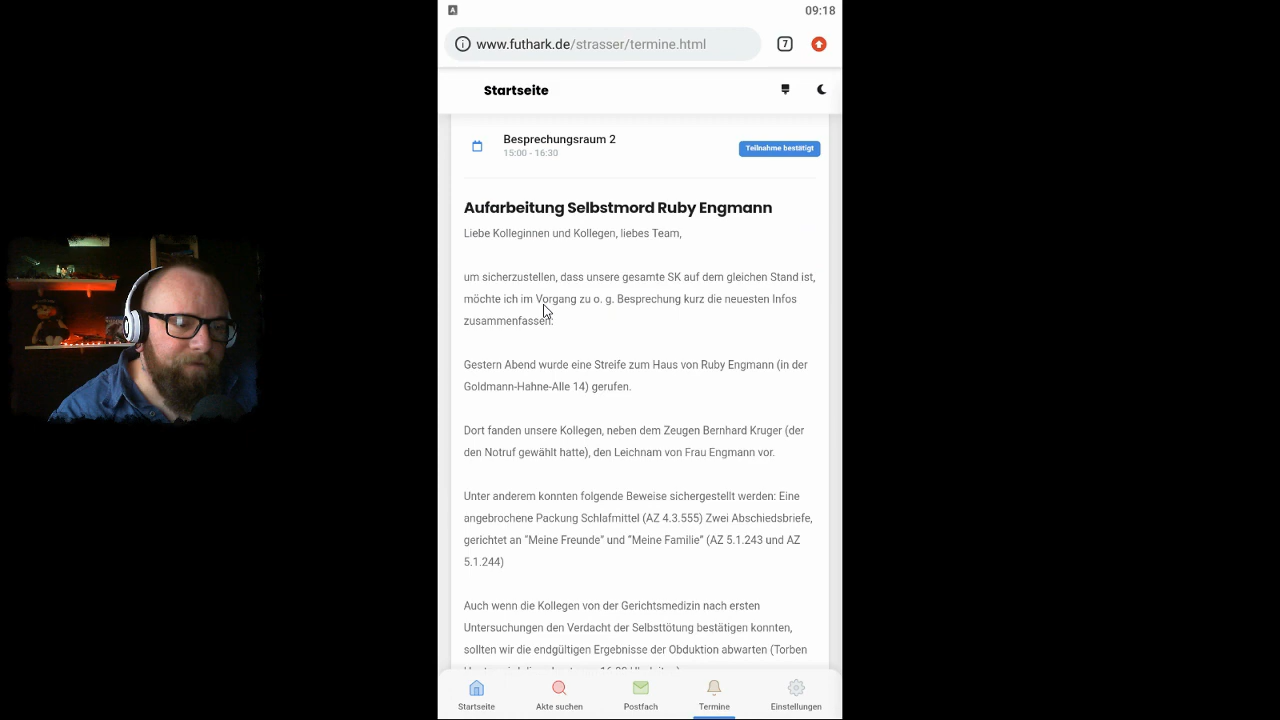 09:18
www.futhark.de/strasser/termine.html
7
Startseite
Besprechungsraum 2
15:00 - 16:30
Teilnahme bestätigt
Aufarbeitung Selbstmord Ruby Engmann
Liebe Kolleginnen und Kollegen, liebes Team,
um sicherzustellen, dass unsere gesamte SK auf dem gleichen Stand ist,
möchte ich im Vorgang zu o. g. Besprechung kurz die neuesten Infos
zusammenfassen:
Gestern Abend wurde eine Streife zum Haus von Ruby Engmann (in der
Goldmann-Hahne-Alle 14) gerufen.
Dort fanden unsere Kollegen, neben dem Zeugen Bernhard Kruger (der
den Notruf gewählt hatte), den Leichnam von Frau Engmann vor.
Unter anderem konnten folgende Beweise sichergestellt werden: Eine
angebrochene Packung Schlafmittel (AZ 4.3.555) Zwei Abschiedsbriefe,
gerichtet an "Meine Freunde" und "Meine Familie" (AZ 5.1.243 und AZ
5.1.244)
Auch wenn die Kollegen von der Gerichtsmedizin nach ersten
Untersuchungen den Verdacht der Selbsttötung bestätigen konnten,
sollten wir die endgültigen Ergebnisse der Obduktion abwarten (Torben
Startseite
Akte suchen
Postfach
Termine
Einstellungen